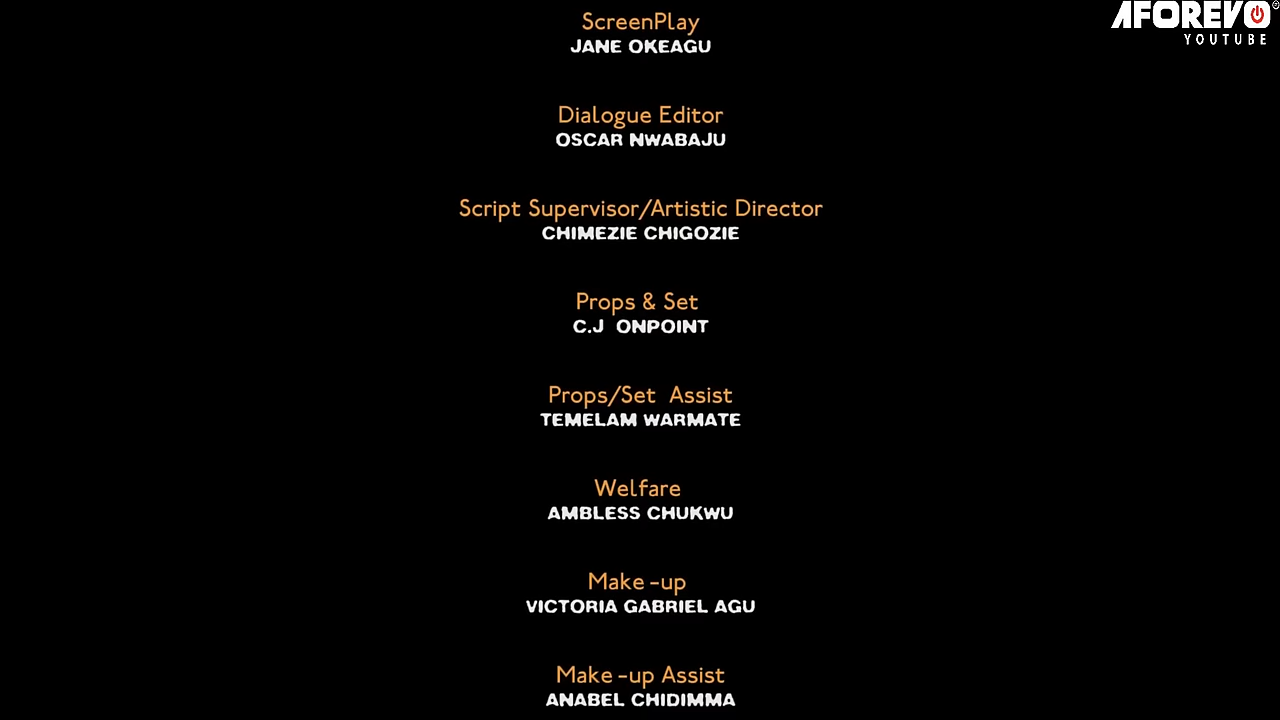 AFOREVO
YOUTUBE
ScreenPlay
JANE OKEAGU
Dialogue Editor
OSCAR NWABAJU
Script Supervisor/Artistic Director
CHIMEZIE CHIGOZIE
Props & Set
C.J  ONPOINT
Props/Set  Assist
TEMELAM WARMATE
Welfare
AMBLESS CHUKWU
Make -up
VICTORIA GABRIEL AGU
Make -up Assist
ANABEL CHIDIMMA